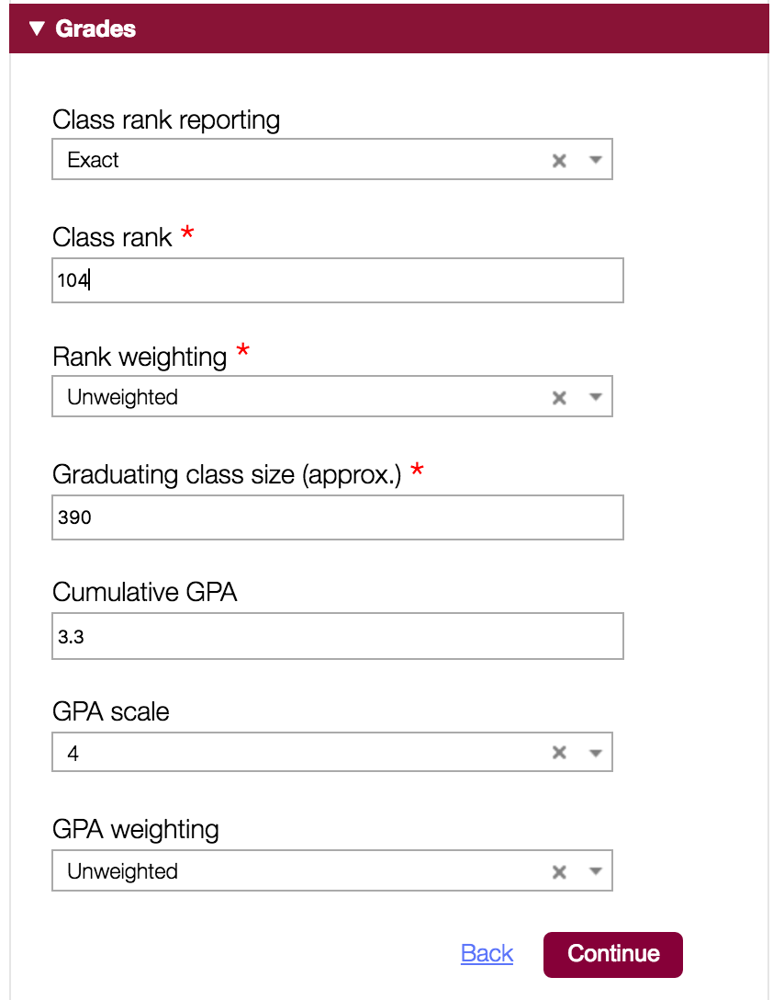 ▼ Grades
Class rank reporting
Exact
Class rank *
104
Rank weighting *
Unweighted
Graduating class size (approx.) *
390
Cumulative GPA
3.3
GPA scale
4
GPA weighting
Unweighted
Back Continue